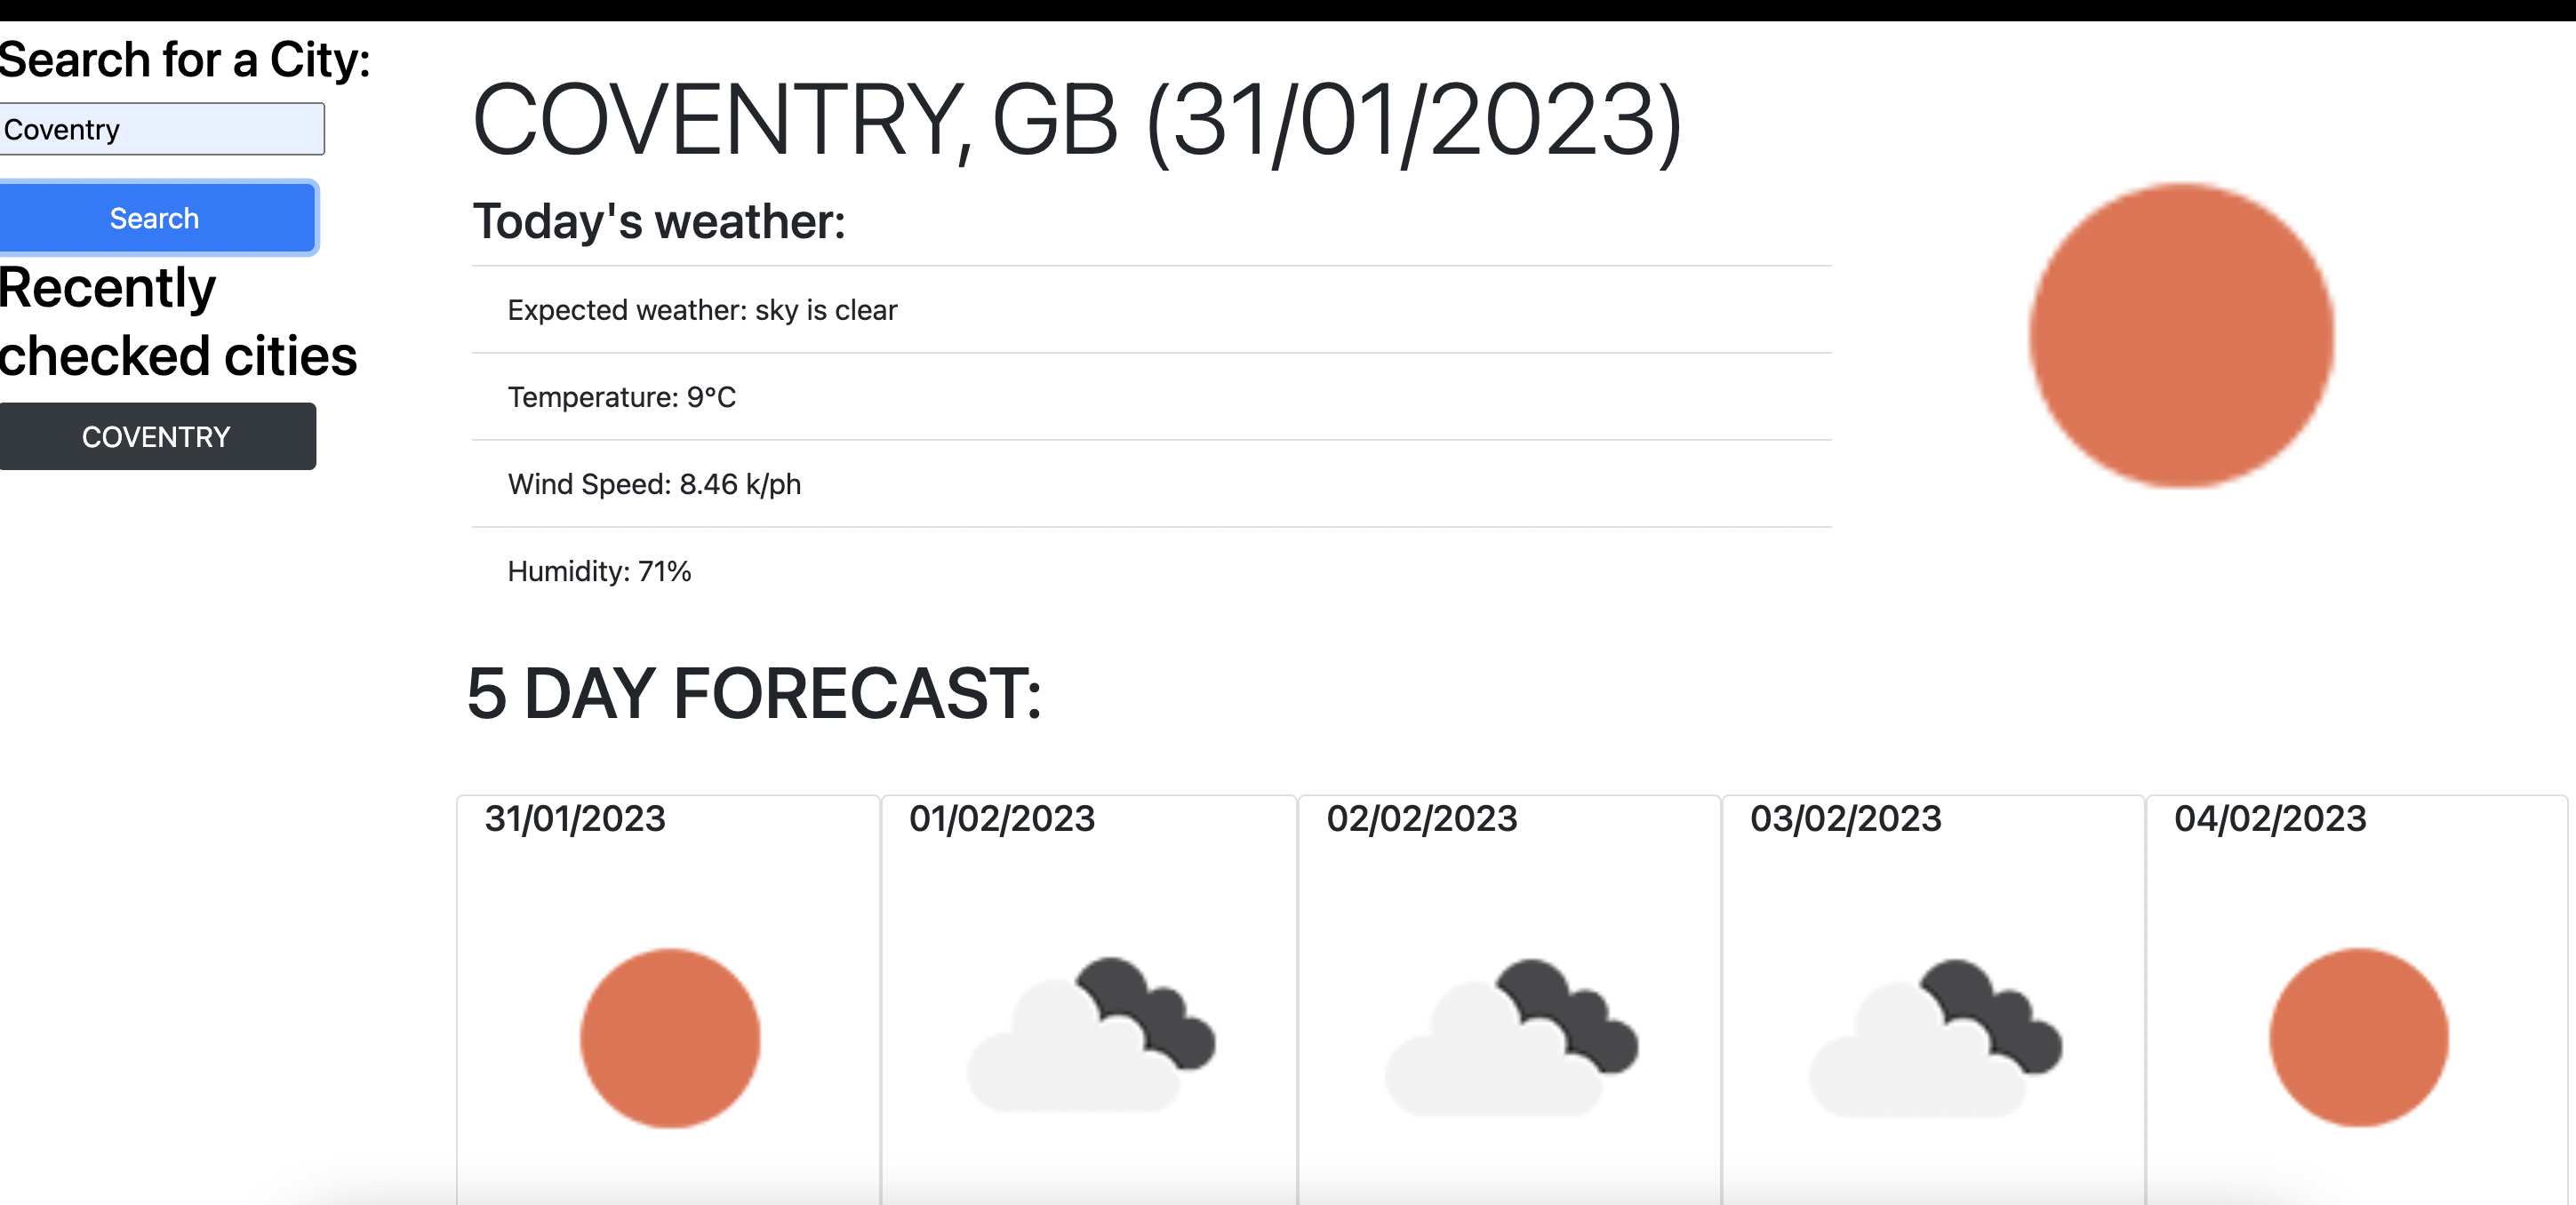 Search for a City:
Coventry
Search
Recently
checked cities
COVENTRY
COVENTRY, GB (31/01/2023)
Today's weather:
Expected weather: sky is clear
Temperature: 9°C
Wind Speed: 8.46 k/ph
Humidity: 71%
5 DAY FORECAST:
31/01/2023
01/02/2023
02/02/2023
03/02/2023
04/02/2023